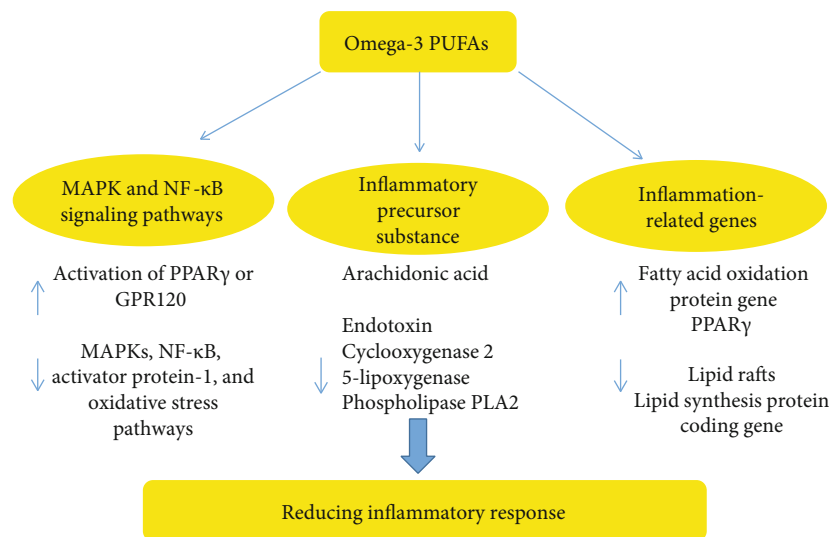 Omega-3 PUFAs
MAPK and NF-κB
signaling pathways
Activation of PPARγ or
GPR120
MAPKs, NF-κB,
activator protein-1, and
oxidative stress
pathways
Inflammatory
precursor
substance
Arachidonic acid
Endotoxin
Cyclooxygenase 2
5-lipoxygenase
Phospholipase PLA2
Inflammation-
related genes
Fatty acid oxidation
protein gene
PPARγ
Lipid rafts
Lipid synthesis protein
coding gene
Reducing inflammatory response